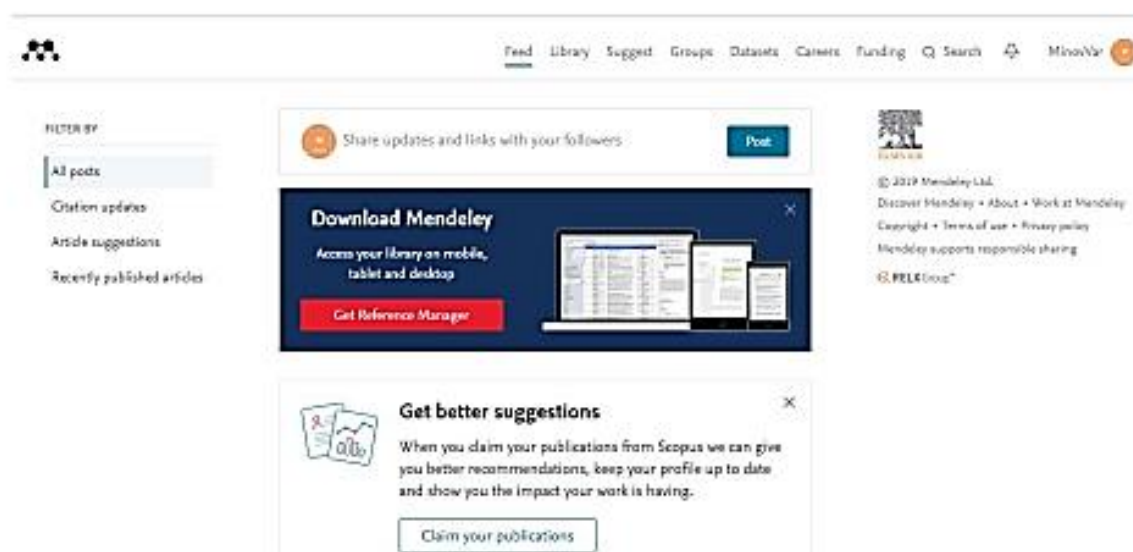 Feed Library Suggest Groups Datasets Careers Funding Search MinovVar
FILTER BY
All posts
Citation updates
Article suggestions
Recently published articles
Share updates and links with your followers
Post
Download Mendeley
Access your library on mobile,
tablet and desktop
Get Reference Manager
Get better suggestions
When you claim your publications from Scopus we can give
you better recommendations, keep your profile up to date
and show you the impact your work is having.
Claim your publications
ELSEVIER
© 2019 Mendeley Ltd.
Discover Mendeley • About • Work at Mendeley
Copyright • Terms of use • Privacy policy
Mendeley supports responsible sharing
RELX Group™